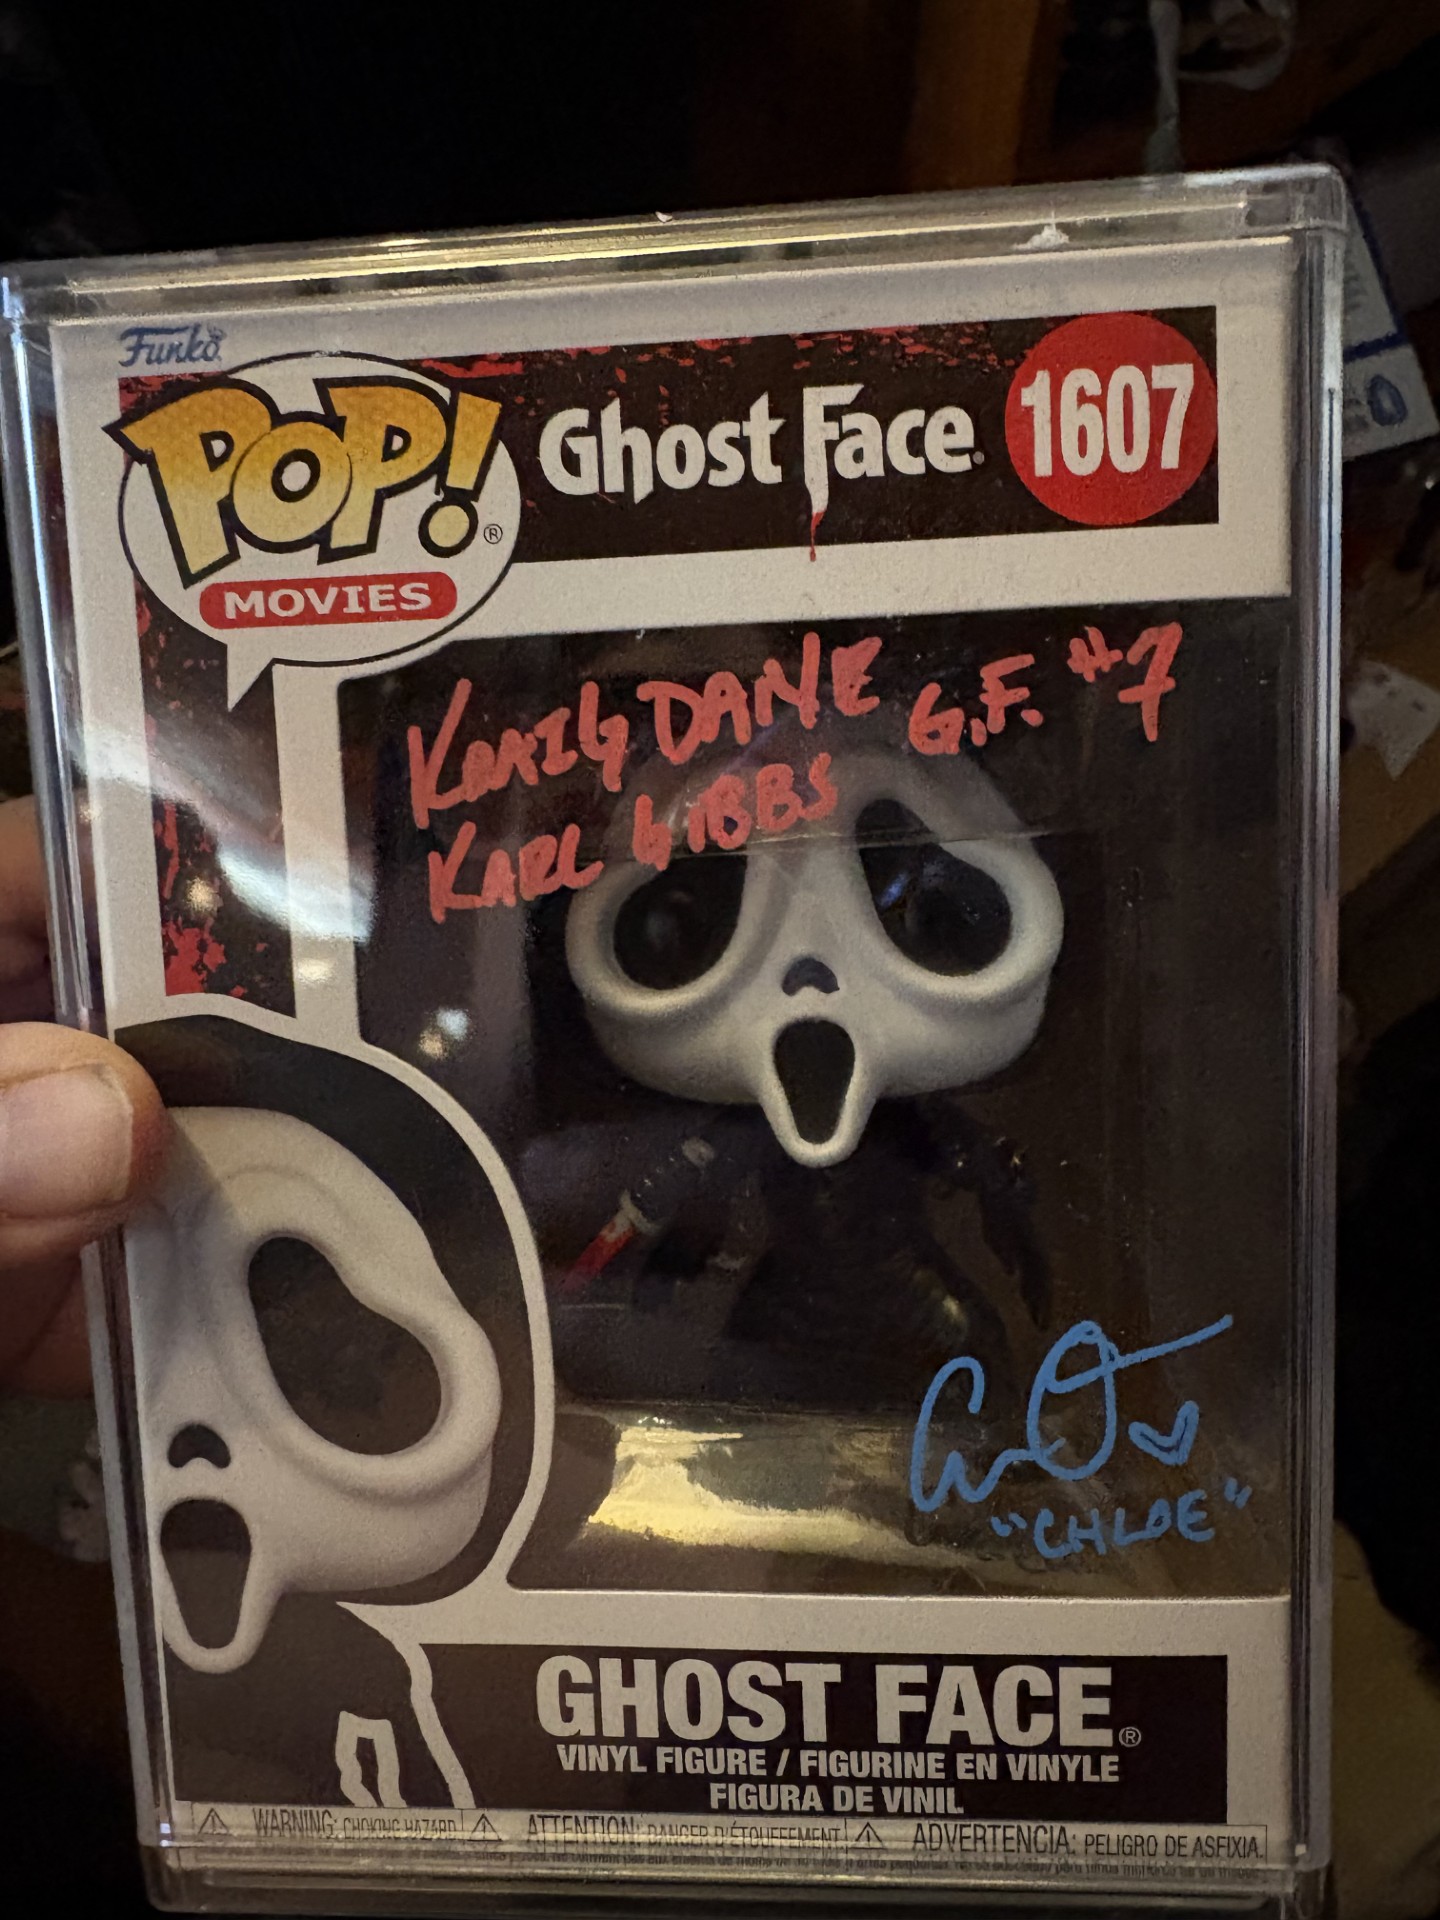 Funko
POP! ®
MOVIES
Ghost Face. 1607
KRAIG DANE G.F. #7
KARL GIBBS
"CHLOE"
GHOST FACE®
VINYL FIGURE / FIGURINE EN VINYLE
FIGURA DE VINIL
WARNING: CHOKING HAZARD ATTENTION: DANGER D'ÉTOUFFEMENT ADVERTENCIA: PELIGRO DE ASFIXIA.